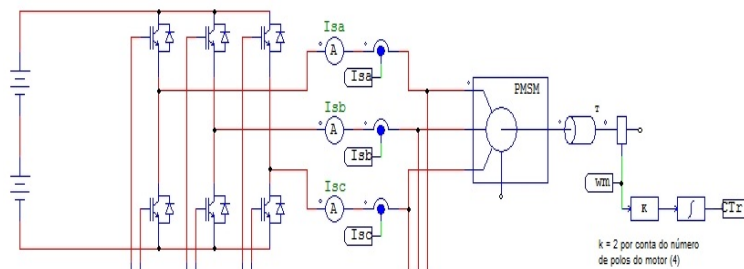 Isa
A
Isa
PMSM
T
Isb
A
Isb
wm
Isc
A
Isc
K
∫
CTr
k = 2 por conta do número
de polos do motor (4)